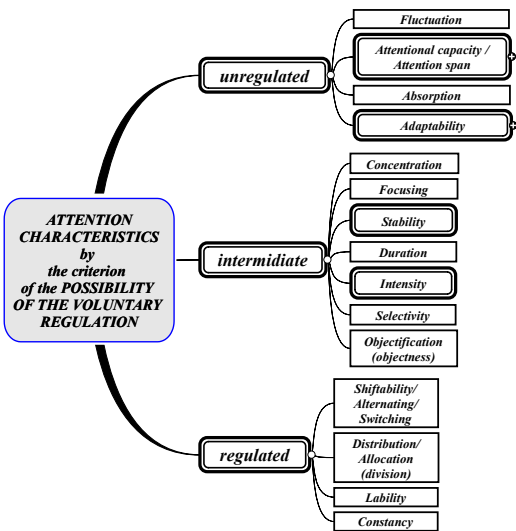 ATTENTION
CHARACTERISTICS
by
the criterion
of the POSSIBILITY
OF THE VOLUNTARY
REGULATION
unregulated
Fluctuation
Attentional capacity /
Attention span
Absorption
Adaptability
intermidiate
Concentration
Focusing
Stability
Duration
Intensity
Selectivity
Objectification
(objectness)
regulated
Shiftability/
Alternating/
Switching
Distribution/
Allocation
(division)
Lability
Constancy